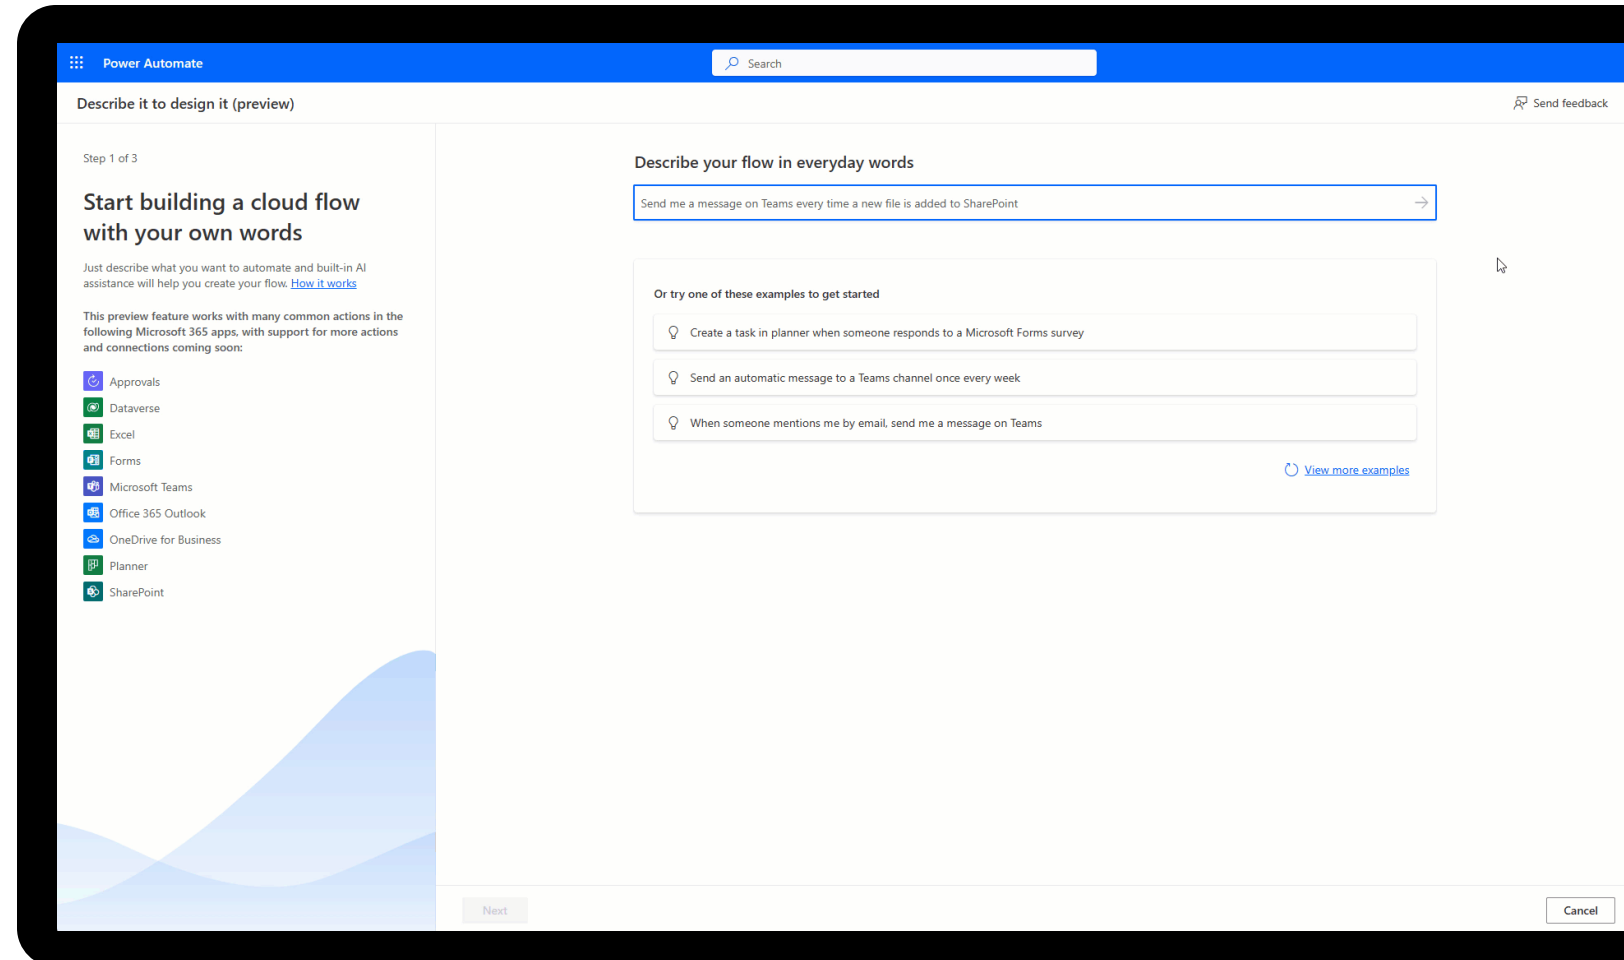 Power Automate
Search
Describe it to design it (preview)
Send feedback
Step 1 of 3
Start building a cloud flow
with your own words
Just describe what you want to automate and built-in AI
assistance will help you create your flow. How it works
This preview feature works with many common actions in the
following Microsoft 365 apps, with support for more actions
and connections coming soon:
Approvals
Dataverse
Excel
Forms
Microsoft Teams
Office 365 Outlook
OneDrive for Business
Planner
SharePoint
Describe your flow in everyday words
Send me a message on Teams every time a new file is added to SharePoint
Or try one of these examples to get started
Create a task in planner when someone responds to a Microsoft Forms survey
Send an automatic message to a Teams channel once every week
When someone mentions me by email, send me a message on Teams
View more examples
Next
Cancel